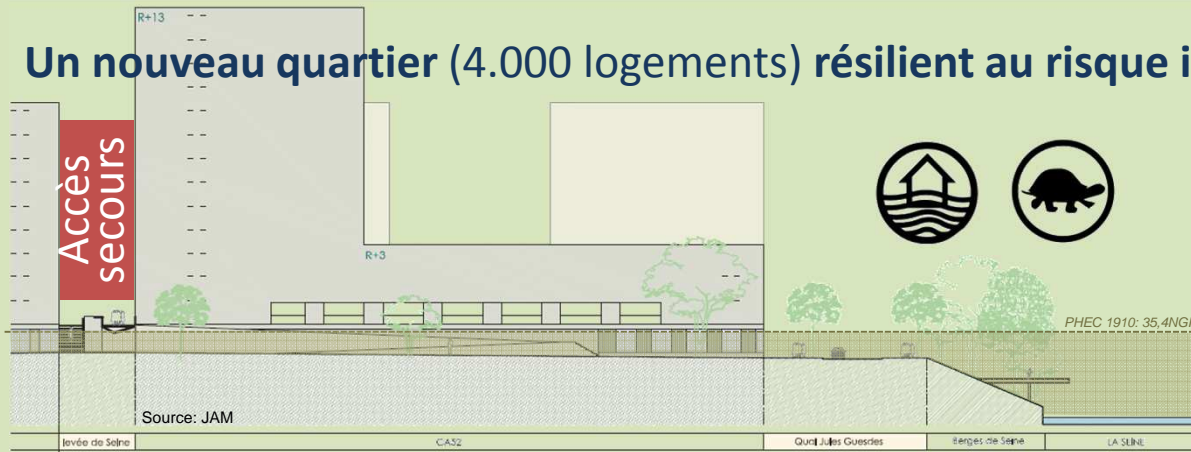 R+13
Un nouveau quartier (4.000 logements) résilient au risque i
Accès
secours
R+3
PHEC 1910: 35,4NG
Source: JAM
levée de Seine
CA52
Quai Jules Guesdes
Berges de Seine
LA SEINE